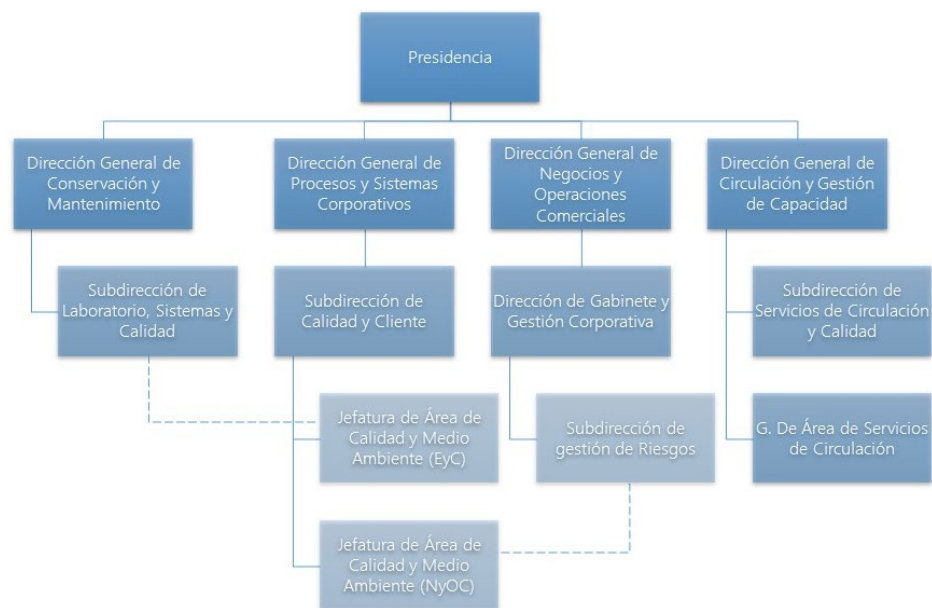 Presidencia
Dirección General de
Conservación y
Mantenimiento
Dirección General de
Procesos y Sistemas
Corporativos
Dirección General de
Negocios y
Operaciones
Comerciales
Dirección General de
Circulación y Gestión
de Capacidad
Subdirección de
Laboratorio, Sistemas y
Calidad
Subdirección de
Calidad y Cliente
Dirección de Gabinete y
Gestión Corporativa
Subdirección de
Servicios de Circulación
y Calidad
Jefatura de Área de
Calidad y Medio
Ambiente (EyC)
Subdirección de
gestión de Riesgos
G. De Área de Servicios
de Circulación
Jefatura de Área de
Calidad y Medio
Ambiente (NyOC)